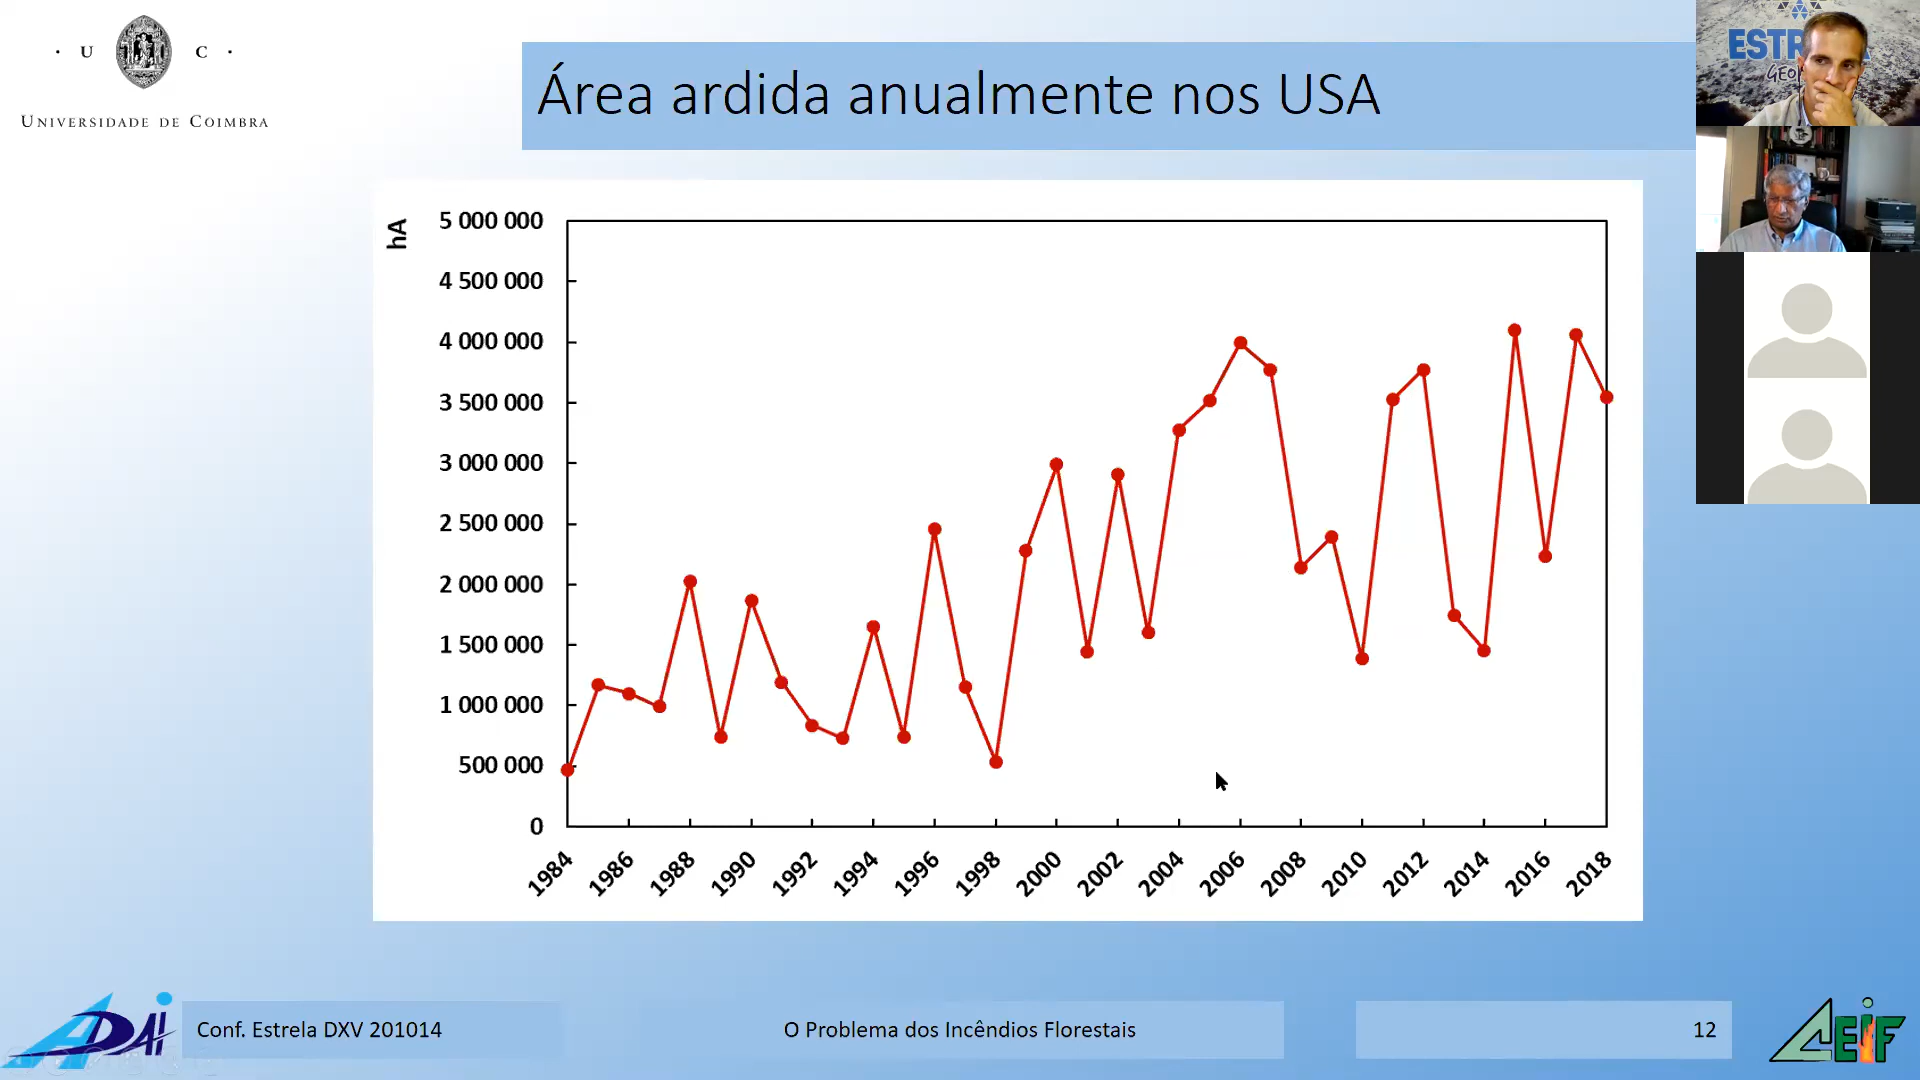 · U C ·
UNIVERSIDADE DE COIMBRA
Área ardida anualmente nos USA
hA
5 000 000
4 500 000
4 000 000
3 500 000
3 000 000
2 500 000
2 000 000
1 500 000
1 000 000
500 000
0
1984 1986 1988 1990 1992 1994 1996 1998 2000 2002 2004 2006 2008 2010 2012 2014 2016 2018
ADAI
Conf. Estrela DXV 201014
O Problema dos Incêndios Florestais
12
CEIF